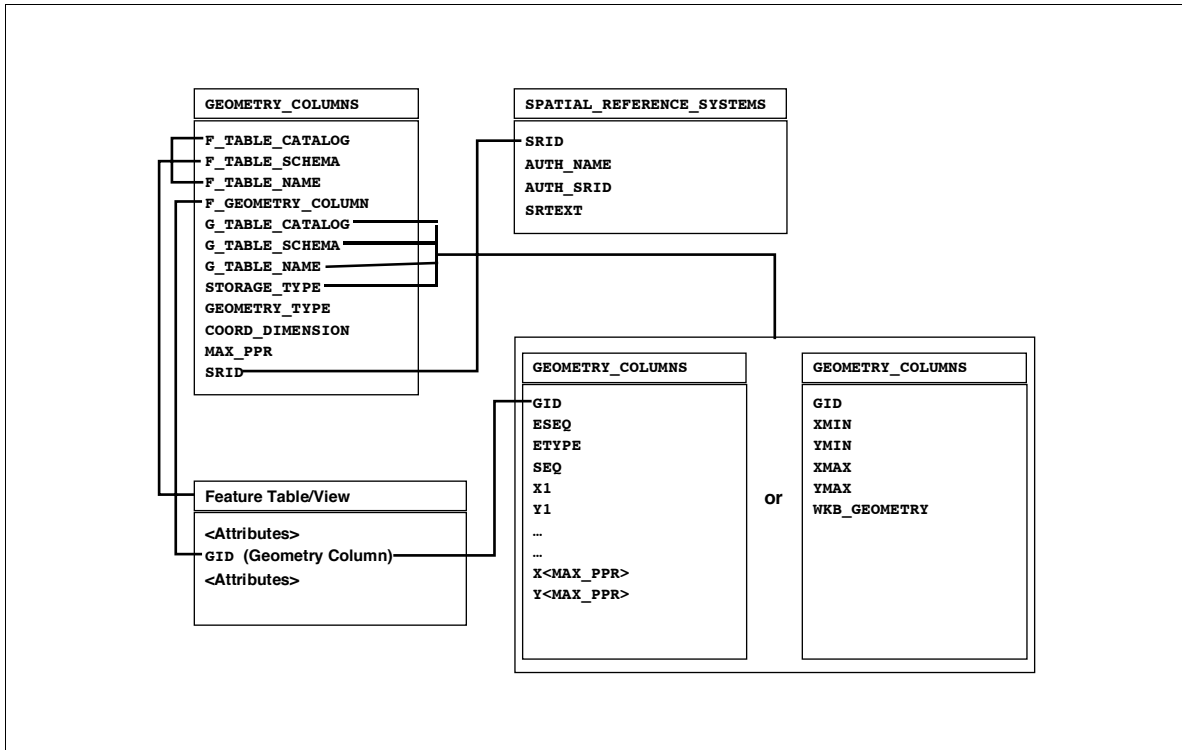 GEOMETRY_COLUMNS
F_TABLE_CATALOG
F_TABLE_SCHEMA
F_TABLE_NAME
F_GEOMETRY_COLUMN
G_TABLE_CATALOG
G_TABLE_SCHEMA
G_TABLE_NAME
STORAGE_TYPE
GEOMETRY_TYPE
COORD_DIMENSION
MAX_PPR
SRID
SPATIAL_REFERENCE_SYSTEMS
SRID
AUTH_NAME
AUTH_SRID
SRTEXT
Feature Table/View
<Attributes>
GID (Geometry Column)
<Attributes>
GEOMETRY_COLUMNS
GID
ESEQ
ETYPE
SEQ
X1
Y1
…
…
X<MAX_PPR>
Y<MAX_PPR>
or
GEOMETRY_COLUMNS
GID
XMIN
YMIN
XMAX
YMAX
WKB_GEOMETRY